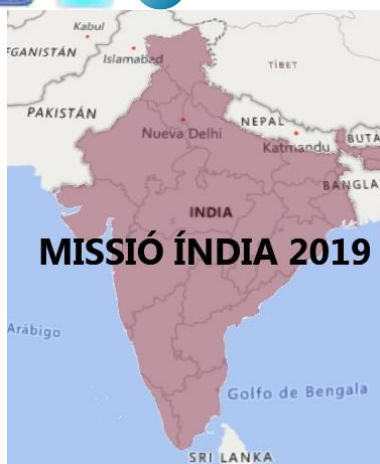 Kabul
FGANISTÁN
Islamabad
TÍBET
PAKISTÁN
NEPAL
Nueva Delhi
Katmandu
BUTÁ
BANGLA
INDIA
MISSIÓ ÍNDIA 2019
Arábigo
Golfo de Bengala
SRI LANKA